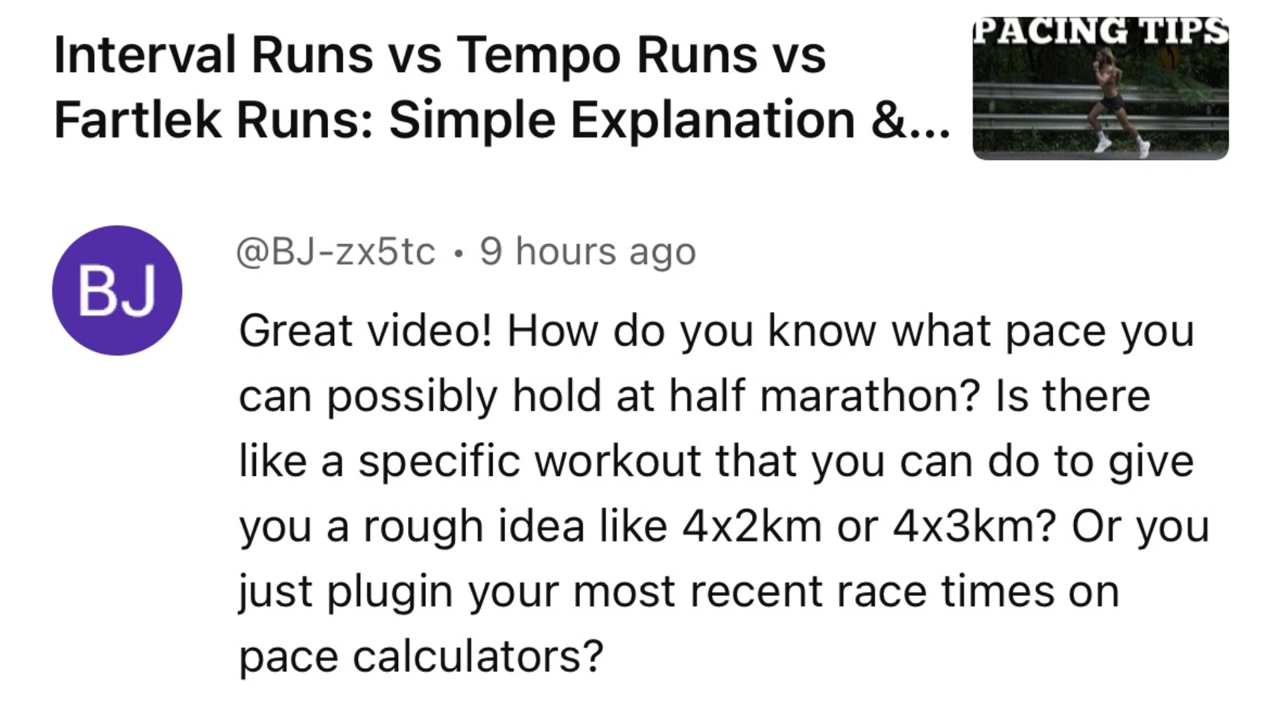 Interval Runs vs Tempo Runs vs
Fartlek Runs: Simple Explanation &...
PACING TIPS
BJ
@BJ-zx5tc • 9 hours ago
Great video! How do you know what pace you
can possibly hold at half marathon? Is there
like a specific workout that you can do to give
you a rough idea like 4x2km or 4x3km? Or you
just plugin your most recent race times on
pace calculators?